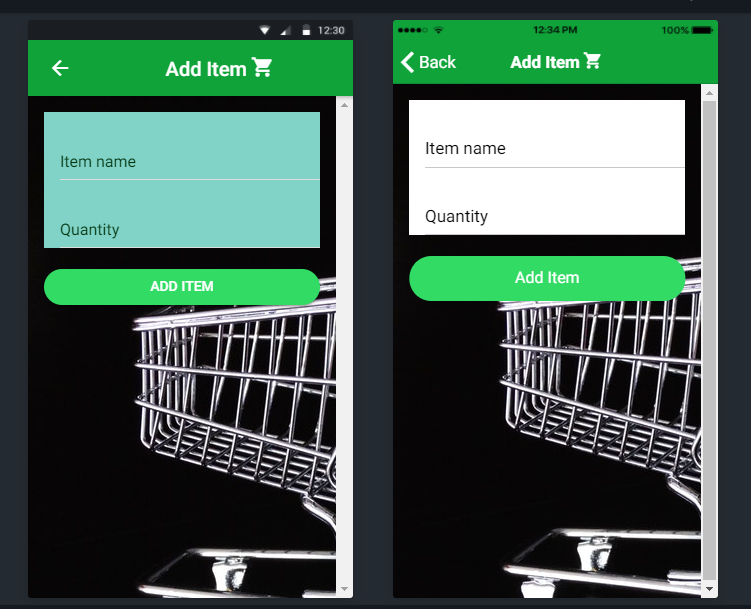 12:30
Add Item
Item name
Quantity
ADD ITEM
12:34 PM
100%
Back
Add Item
Item name
Quantity
Add Item